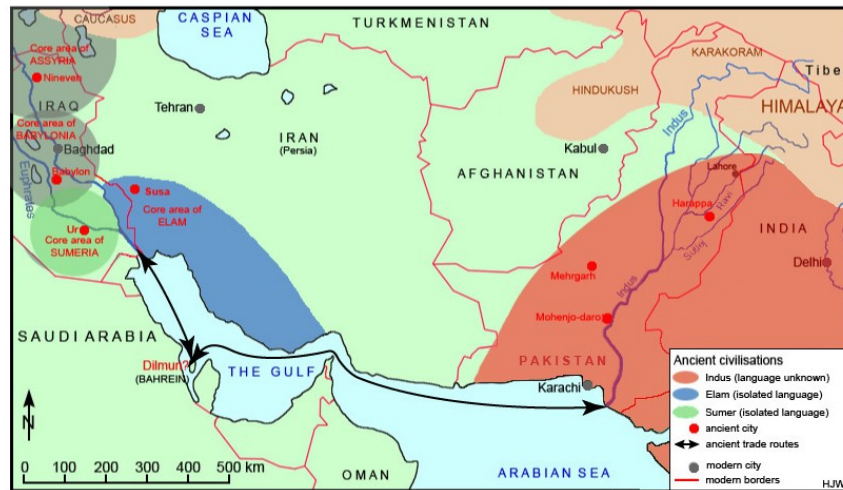 CAUCASUS
CASPIAN
SEA
TURKMENISTAN
Core area of
ASSYRIA
Nineveh
KARAKORAM
Tibe
HINDUKUSH
HIMALAYA
IRAQ
Tehran
Indus
Core area of
BABYLONIA
Baghdad
IRAN
(Persia)
Kabul
AFGHANISTAN
Lahore
Euphrates
Babylon
Susa
Harappa
Ravi
Core area of
ELAM
INDIA
Ur
Core area of
SUMERIA
Sutlej
Delhi
Mehrgarh
Indus
Mohenjo-daro
SAUDI ARABIA
Dilmun?
(BAHREIN)
THE GULF
PAKISTAN
Karachi
N
Ancient civilisations
Indus (language unknown)
Elam (isolated language)
Sumer (isolated language)
ancient city
ancient trade routes
modern city
modern borders
HJW
0 100 200 300 400 500 km
OMAN
ARABIAN SEA